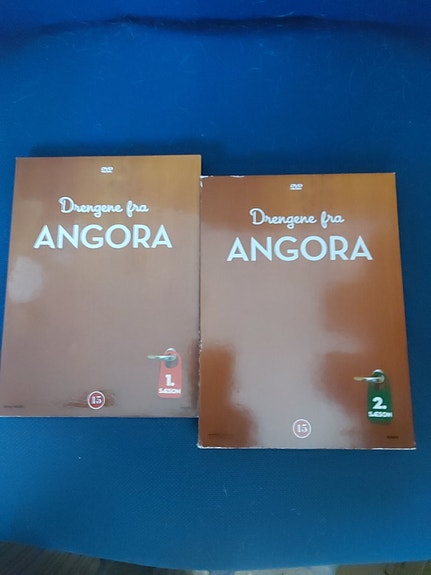 DVD
Drengene fra
ANGORA
1.
SÆSON
15
DVD
Drengene fra
ANGORA
2.
SÆSON
15